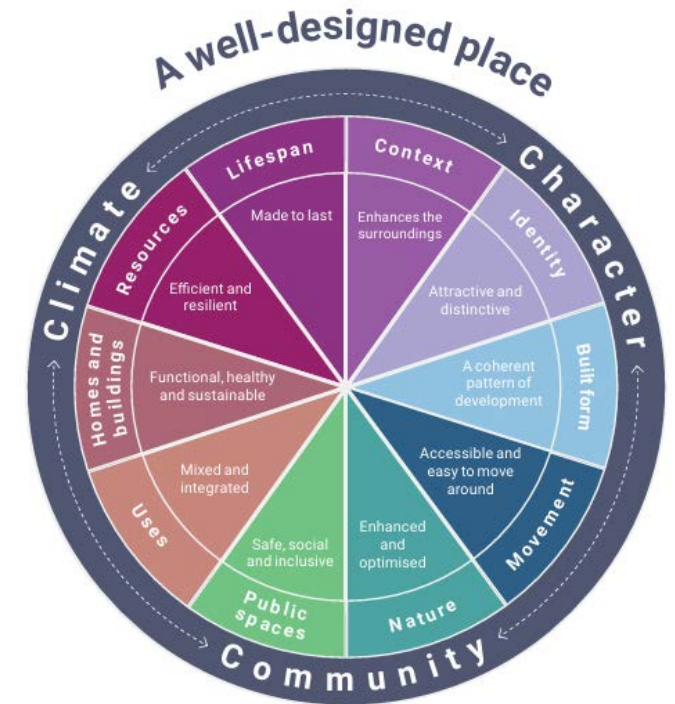 A well-designed place
Climate
Character
Community
Context
Enhances the
surroundings
Identity
Attractive and
distinctive
Built form
A coherent
pattern of
development
Movement
Accessible and
easy to move
around
Nature
Enhanced
and
optimised
Public
spaces
Safe, social
and inclusive
Uses
Mixed and
integrated
Homes and
buildings
Functional, healthy
and sustainable
Resources
Efficient and
resilient
Lifespan
Made to last